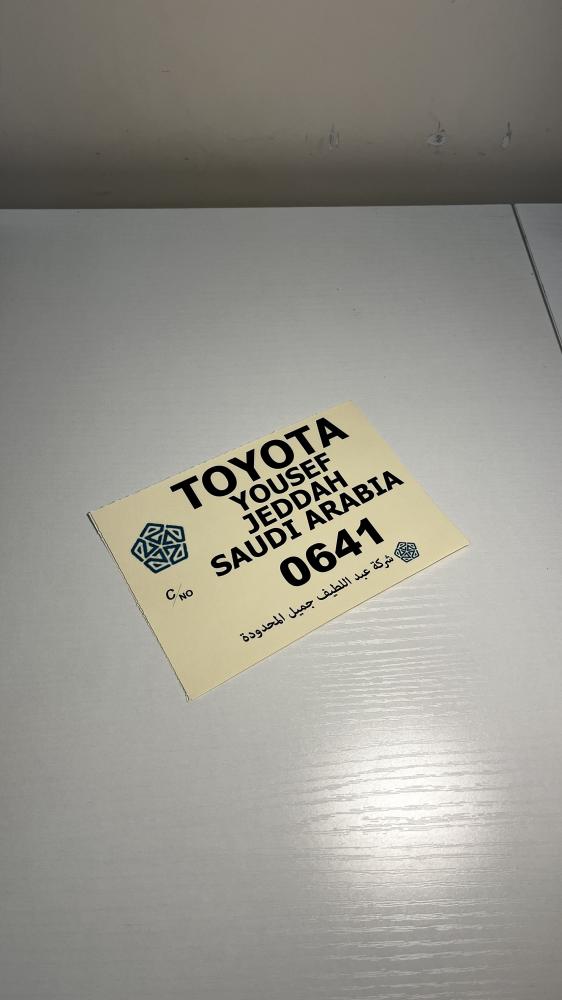 TOYOTA
YOUSEF
JEDDAH
SAUDI ARABIA
C/NO
0641
شركة عبد اللطيف جميل المحدودة